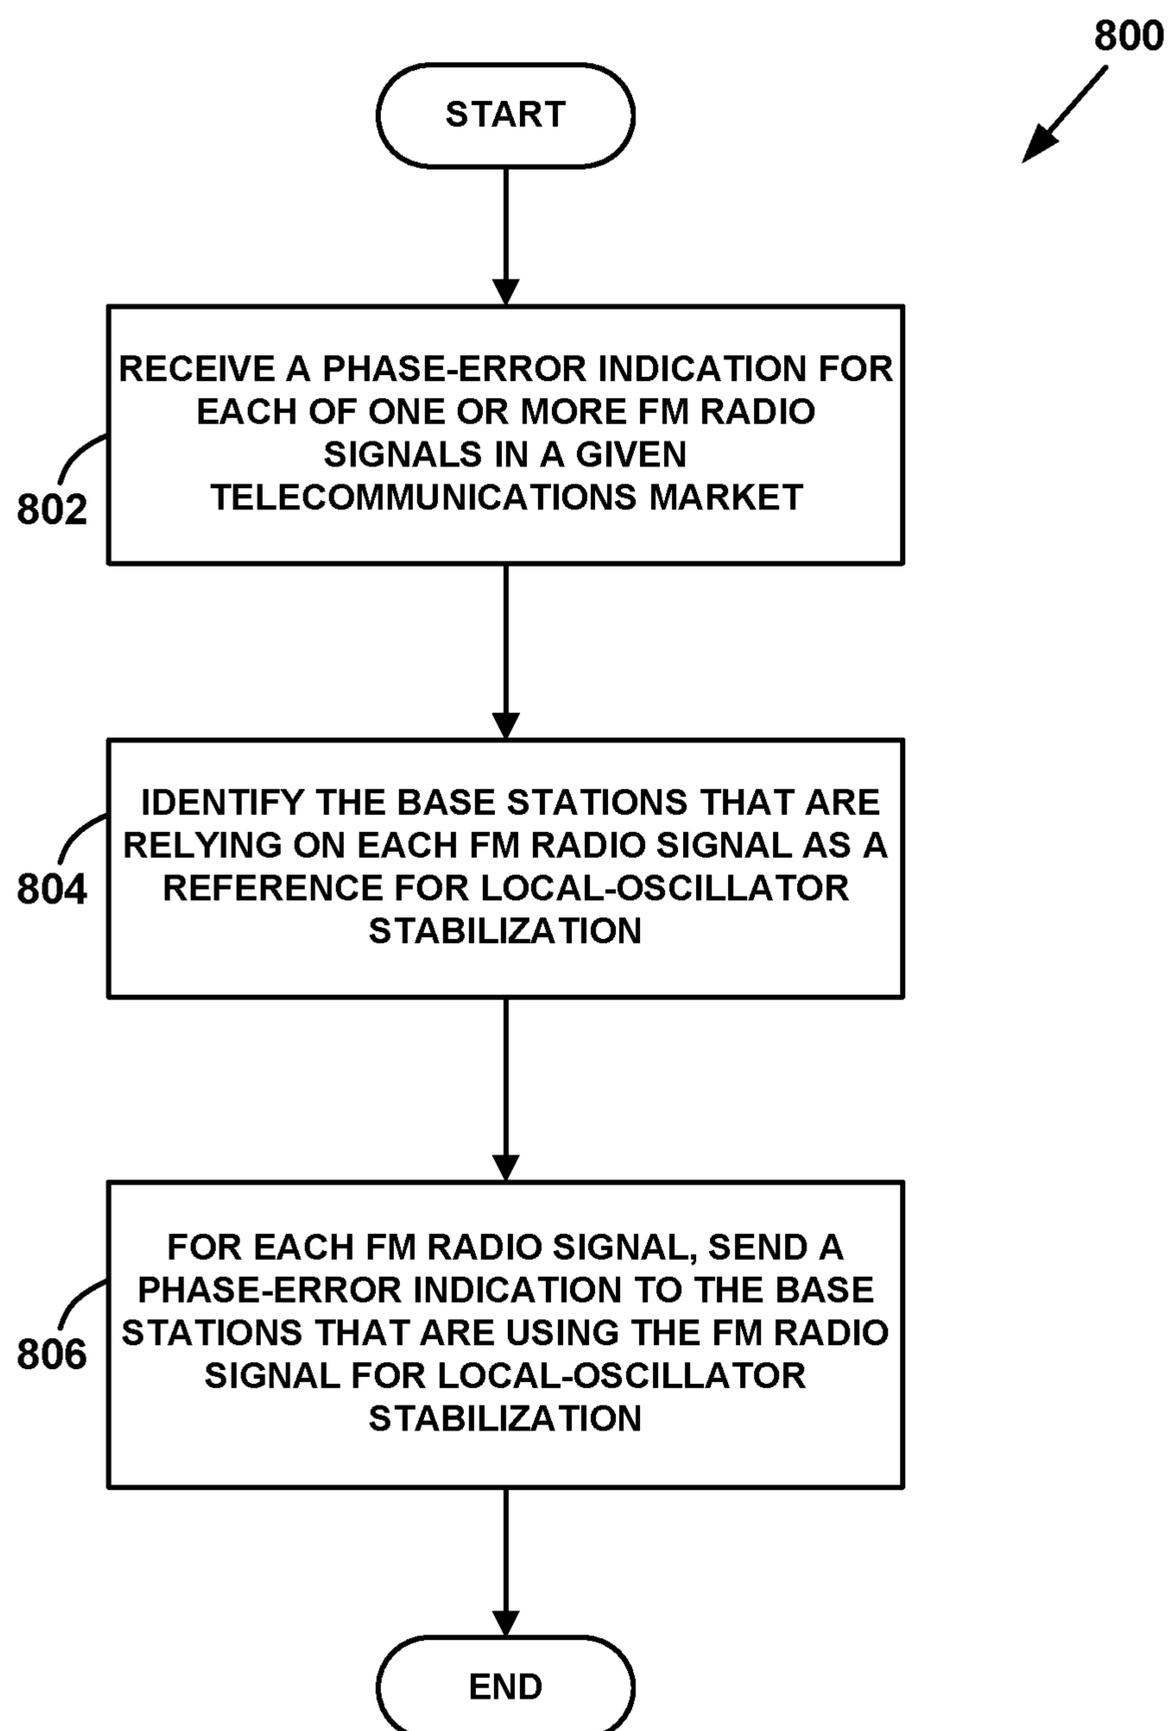 800
START
RECEIVE A PHASE-ERROR INDICATION FOR
EACH OF ONE OR MORE FM RADIO
SIGNALS IN A GIVEN
TELECOMMUNICATIONS MARKET
802
IDENTIFY THE BASE STATIONS THAT ARE
RELYING ON EACH FM RADIO SIGNAL AS A
REFERENCE FOR LOCAL-OSCILLATOR
STABILIZATION
804
FOR EACH FM RADIO SIGNAL, SEND A
PHASE-ERROR INDICATION TO THE BASE
STATIONS THAT ARE USING THE FM RADIO
SIGNAL FOR LOCAL-OSCILLATOR
STABILIZATION
806
END